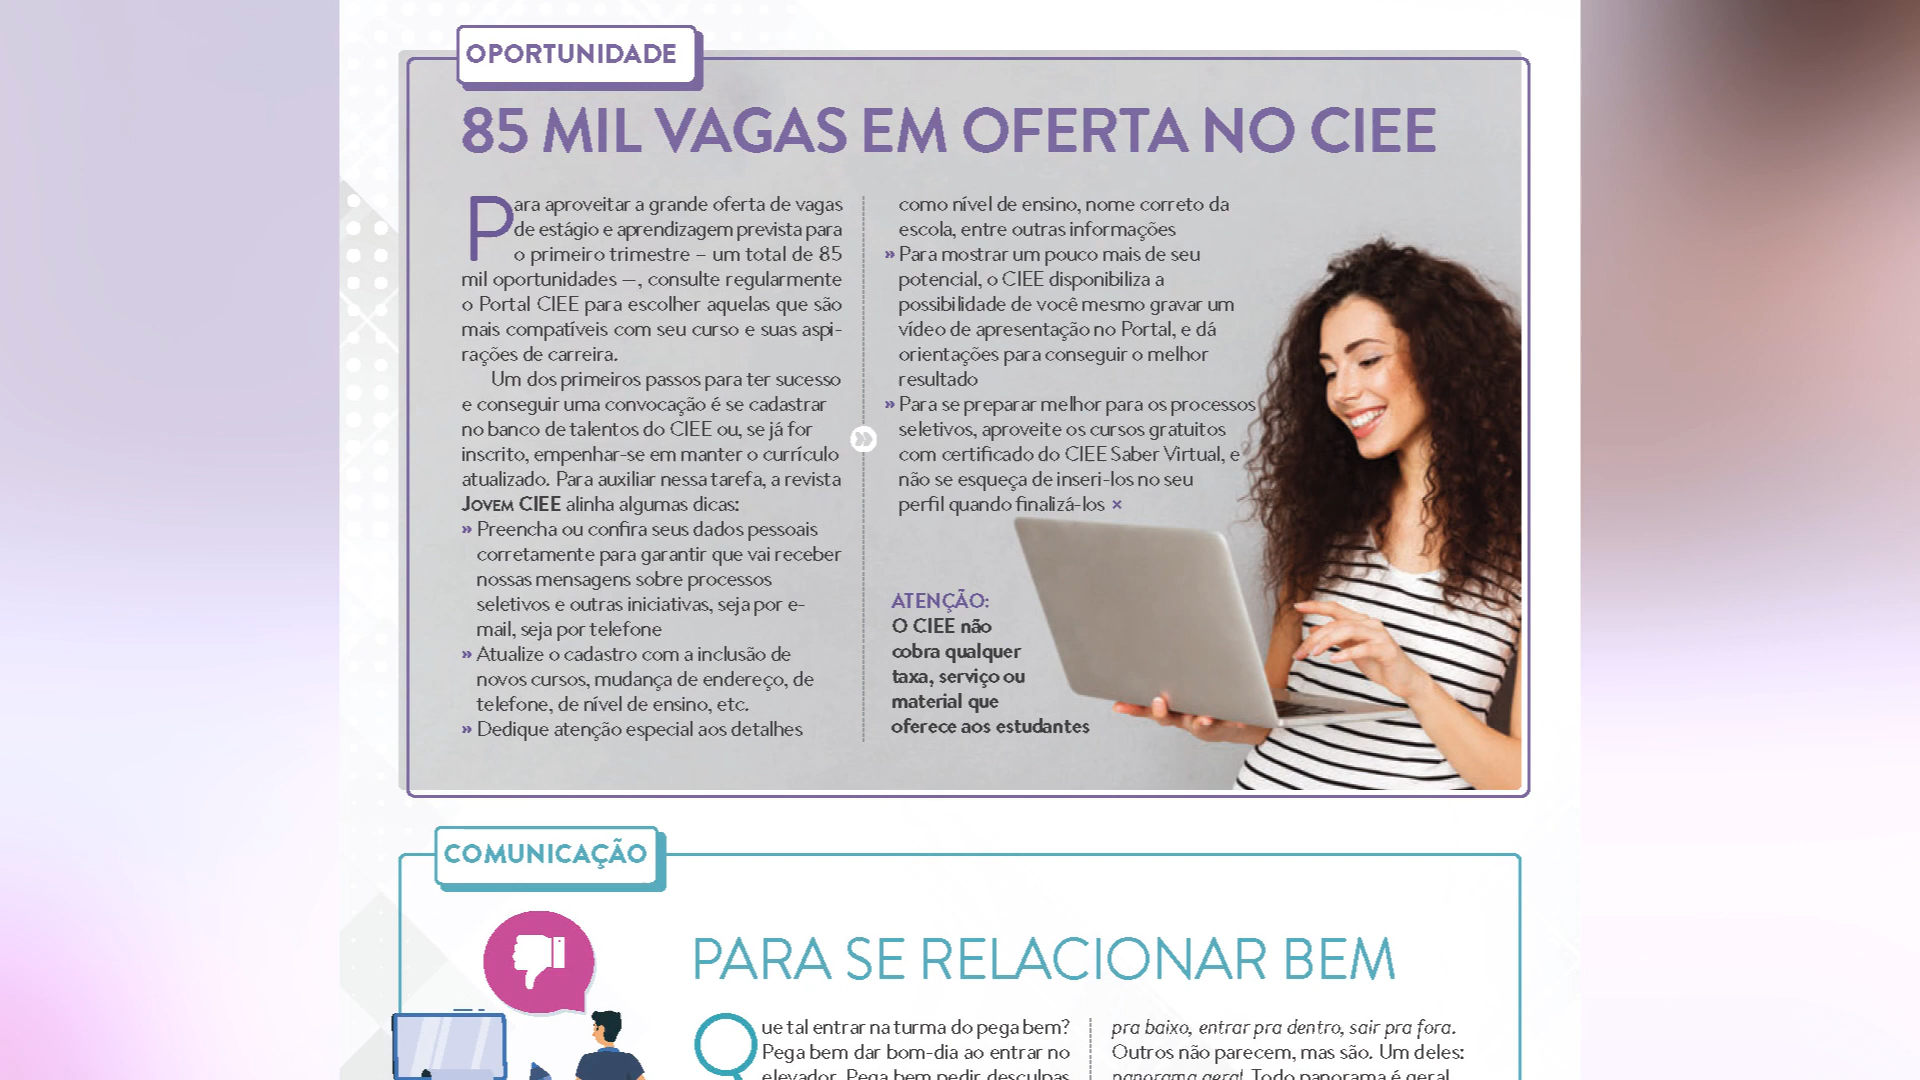 OPORTUNIDADE
85 MIL VAGAS EM OFERTA NO CIEE
Para aproveitar a grande oferta de vagas
de estágio e aprendizagem prevista para
o primeiro trimestre – um total de 85
mil oportunidades –, consulte regularmente
o Portal CIEE para escolher aquelas que são
mais compatíveis com seu curso e suas aspi-
rações de carreira.
Um dos primeiros passos para ter sucesso
e conseguir uma convocação é se cadastrar
no banco de talentos do CIEE ou, se já for
inscrito, empenhar-se em manter o currículo
atualizado. Para auxiliar nessa tarefa, a revista
JOVEM CIEE alinha algumas dicas:
» Preencha ou confira seus dados pessoais
corretamente para garantir que vai receber
nossas mensagens sobre processos
seletivos e outras iniciativas, seja por e-
mail, seja por telefone
» Atualize o cadastro com a inclusão de
novos cursos, mudança de endereço, de
telefone, de nível de ensino, etc.
» Dedique atenção especial aos detalhes
como nível de ensino, nome correto da
escola, entre outras informações
» Para mostrar um pouco mais de seu
potencial, o CIEE disponibiliza a
possibilidade de você mesmo gravar um
vídeo de apresentação no Portal, e dá
orientações para conseguir o melhor
resultado
» Para se preparar melhor para os processos
seletivos, aproveite os cursos gratuitos
com certificado do CIEE Saber Virtual, e
não se esqueça de inseri-los no seu
perfil quando finalizá-los ×
ATENÇÃO:
O CIEE não
cobra qualquer
taxa, serviço ou
material que
oferece aos estudantes
COMUNICAÇÃO
PARA SE RELACIONAR BEM
Que tal entrar na turma do pega bem?
Pega bem dar bom-dia ao entrar no
elevador. Pega bem pedir desculpas
pra baixo, entrar pra dentro, sair pra fora.
Outros não parecem, mas são. Um deles:
panorama geral. Todo panorama é geral.